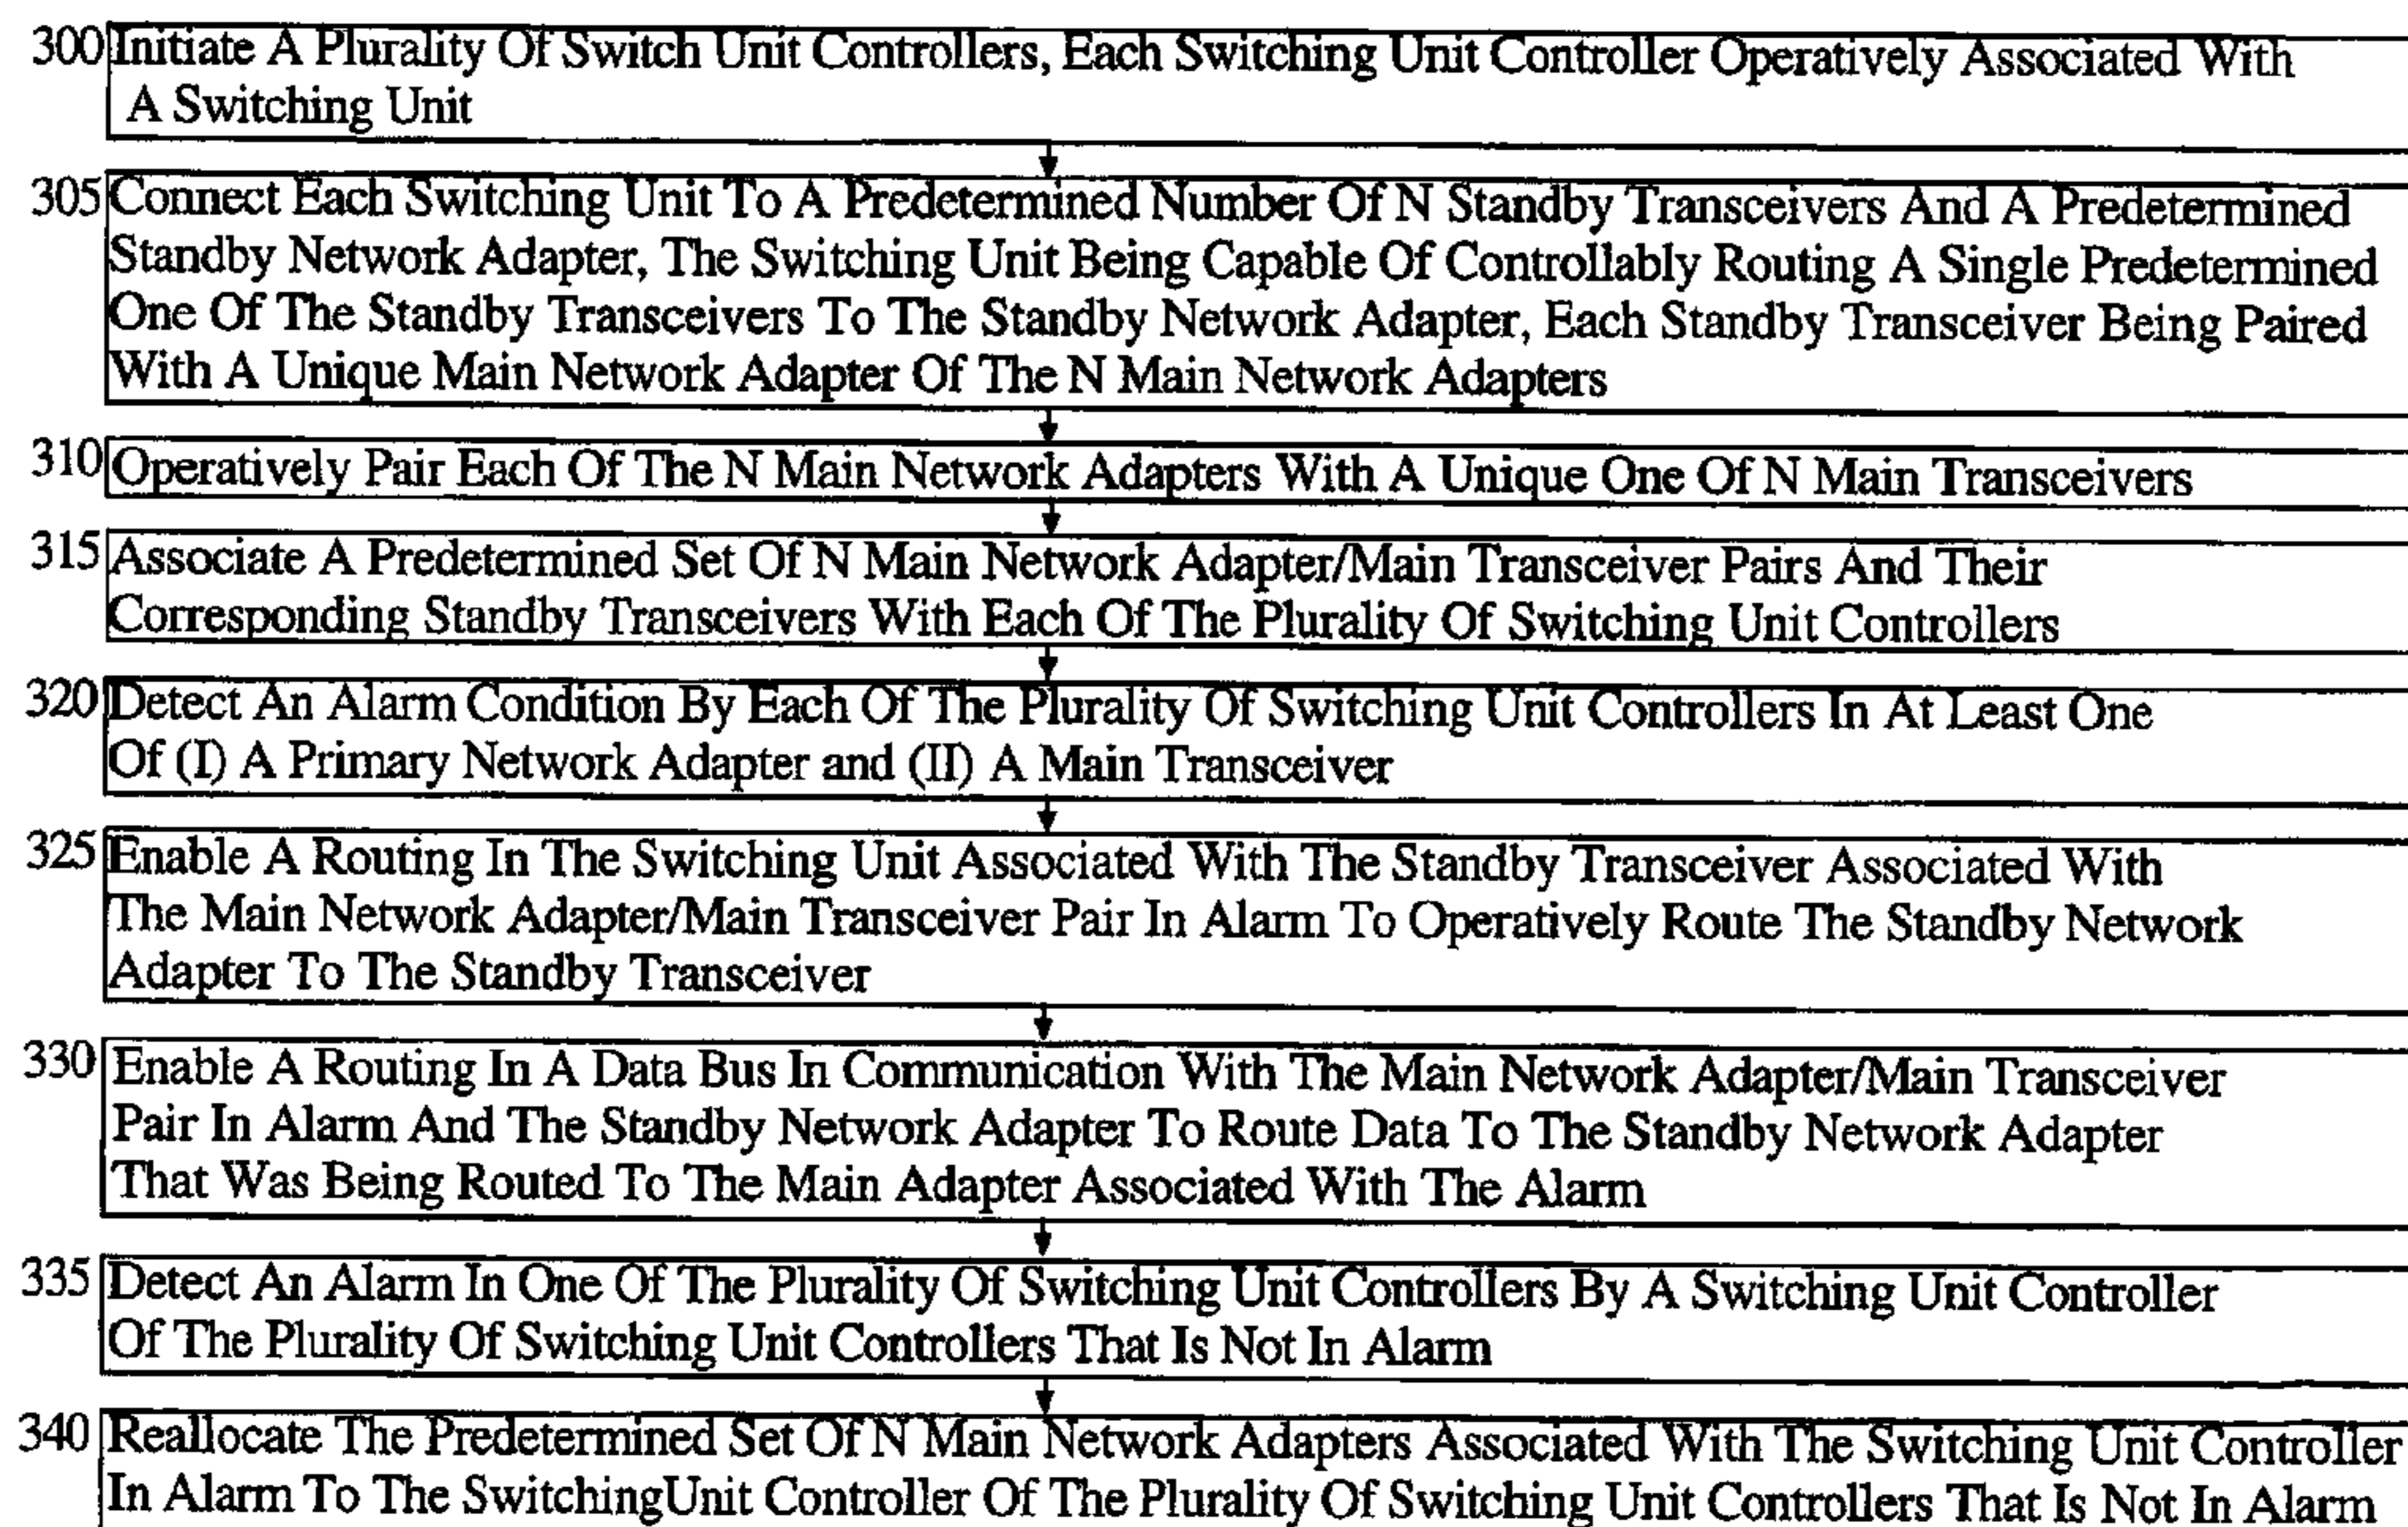 300 Initiate A Plurality Of Switch Unit Controllers, Each Switching Unit Controller Operatively Associated With
A Switching Unit
305 Connect Each Switching Unit To A Predetermined Number Of N Standby Transceivers And A Predetermined
Standby Network Adapter, The Switching Unit Being Capable Of Controllably Routing A Single Predetermined
One Of The Standby Transceivers To The Standby Network Adapter, Each Standby Transceiver Being Paired
With A Unique Main Network Adapter Of The N Main Network Adapters
310 Operatively Pair Each Of The N Main Network Adapters With A Unique One Of N Main Transceivers
315 Associate A Predetermined Set Of N Main Network Adapter/Main Transceiver Pairs And Their
Corresponding Standby Transceivers With Each Of The Plurality Of Switching Unit Controllers
320 Detect An Alarm Condition By Each Of The Plurality Of Switching Unit Controllers In At Least One
Of (I) A Primary Network Adapter and (II) A Main Transceiver
325 Enable A Routing In The Switching Unit Associated With The Standby Transceiver Associated With
The Main Network Adapter/Main Transceiver Pair In Alarm To Operatively Route The Standby Network
Adapter To The Standby Transceiver
330 Enable A Routing In A Data Bus In Communication With The Main Network Adapter/Main Transceiver
Pair In Alarm And The Standby Network Adapter To Route Data To The Standby Network Adapter
That Was Being Routed To The Main Adapter Associated With The Alarm
335 Detect An Alarm In One Of The Plurality Of Switching Unit Controllers By A Switching Unit Controller
Of The Plurality Of Switching Unit Controllers That Is Not In Alarm
340 Reallocate The Predetermined Set Of N Main Network Adapters Associated With The Switching Unit Controller
In Alarm To The SwitchingUnit Controller Of The Plurality Of Switching Unit Controllers That Is Not In Alarm